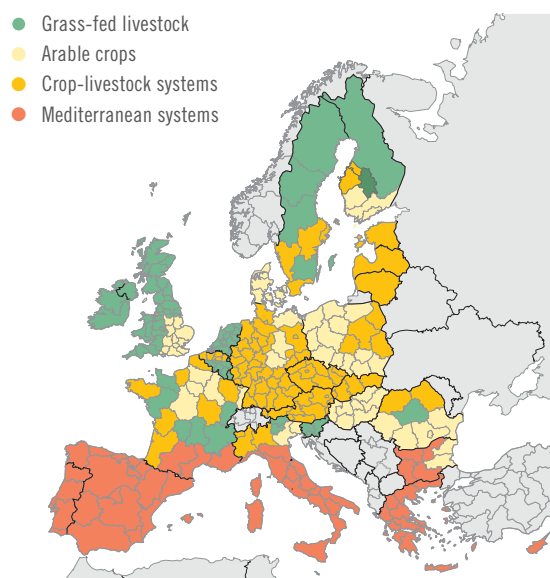 Grass-fed livestock
Arable crops
Crop-livestock systems
Mediterranean systems